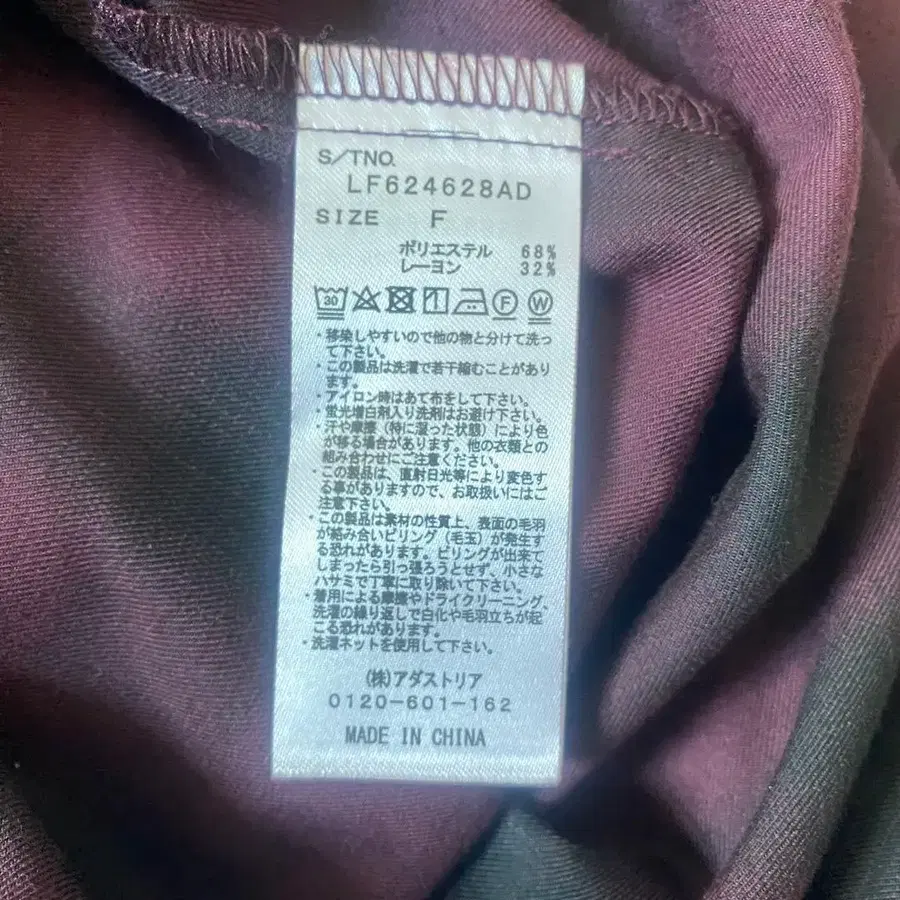 S/TNO.
LF624628AD
SIZE F
ポリエステル 68%
レーヨン 32%
30 F W
・移染しやすいので他の物と分けて洗っ
て下さい。
・この製品は洗濯で若干縮むことがあり
ます。
・アイロン時はあて布をして下さい。
・蛍光増白剤入り洗剤はお避け下さい。
・汗や摩擦（特に湿った状態）により色
が移る場合があります。他の衣類との
組み合わせにご注意ください。
・この製品は、直射日光等により変色す
る事がありますので、お取扱いにはご
注意下さい。
・この製品は素材の性質上、表面の毛羽
が絡み合いピリング（毛玉）が発生す
る恐れがあります。ピリングが出来て
しまったら引っ張ろうとせず、小さな
ハサミで丁寧に取り除いて下さい。
・着用による摩擦やドライクリーニング、
洗濯の繰り返しで白化や毛羽立ちが起
こる恐れがあります。
・洗濯ネットを使用して下さい。
(株)アダストリア
0120-601-162
MADE IN CHINA